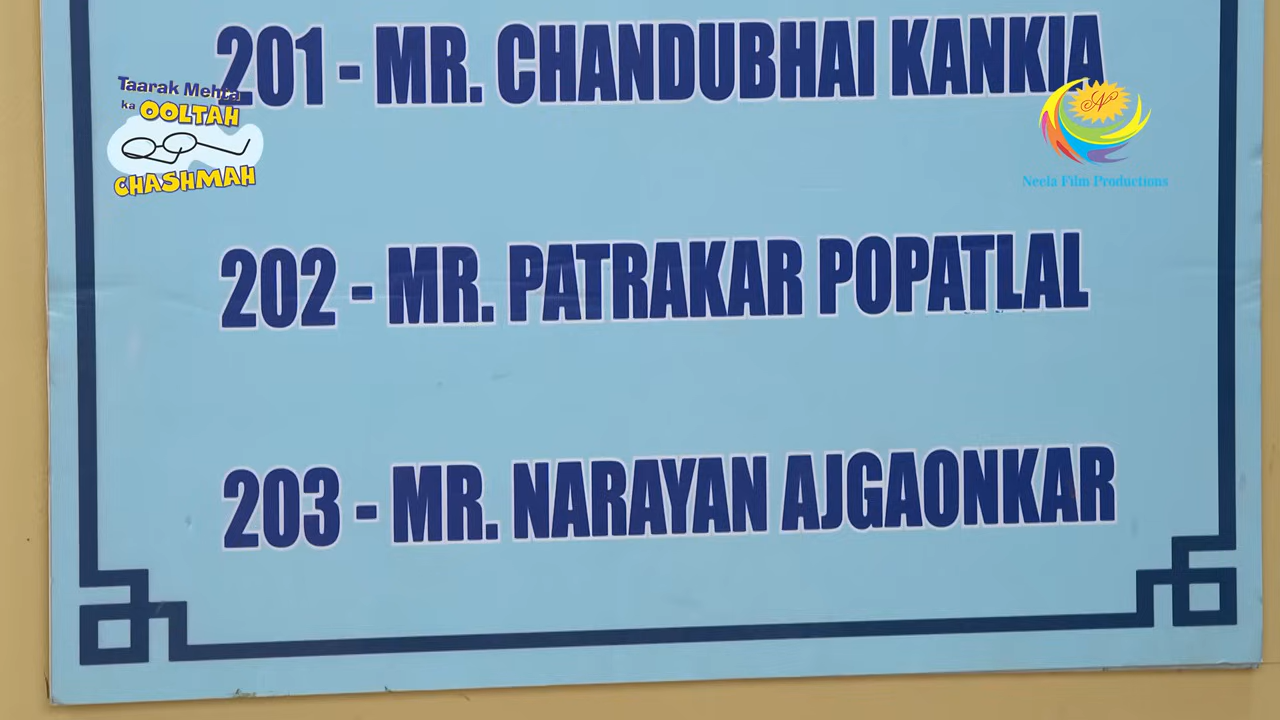 201 - MR. CHANDUBHAI KANKIA
Taarak Mehta
ka OOLTAH
CHASHMAH
Neela Film Productions
202 - MR. PATRAKAR POPATLAL
203 - MR. NARAYAN AJGAONKAR